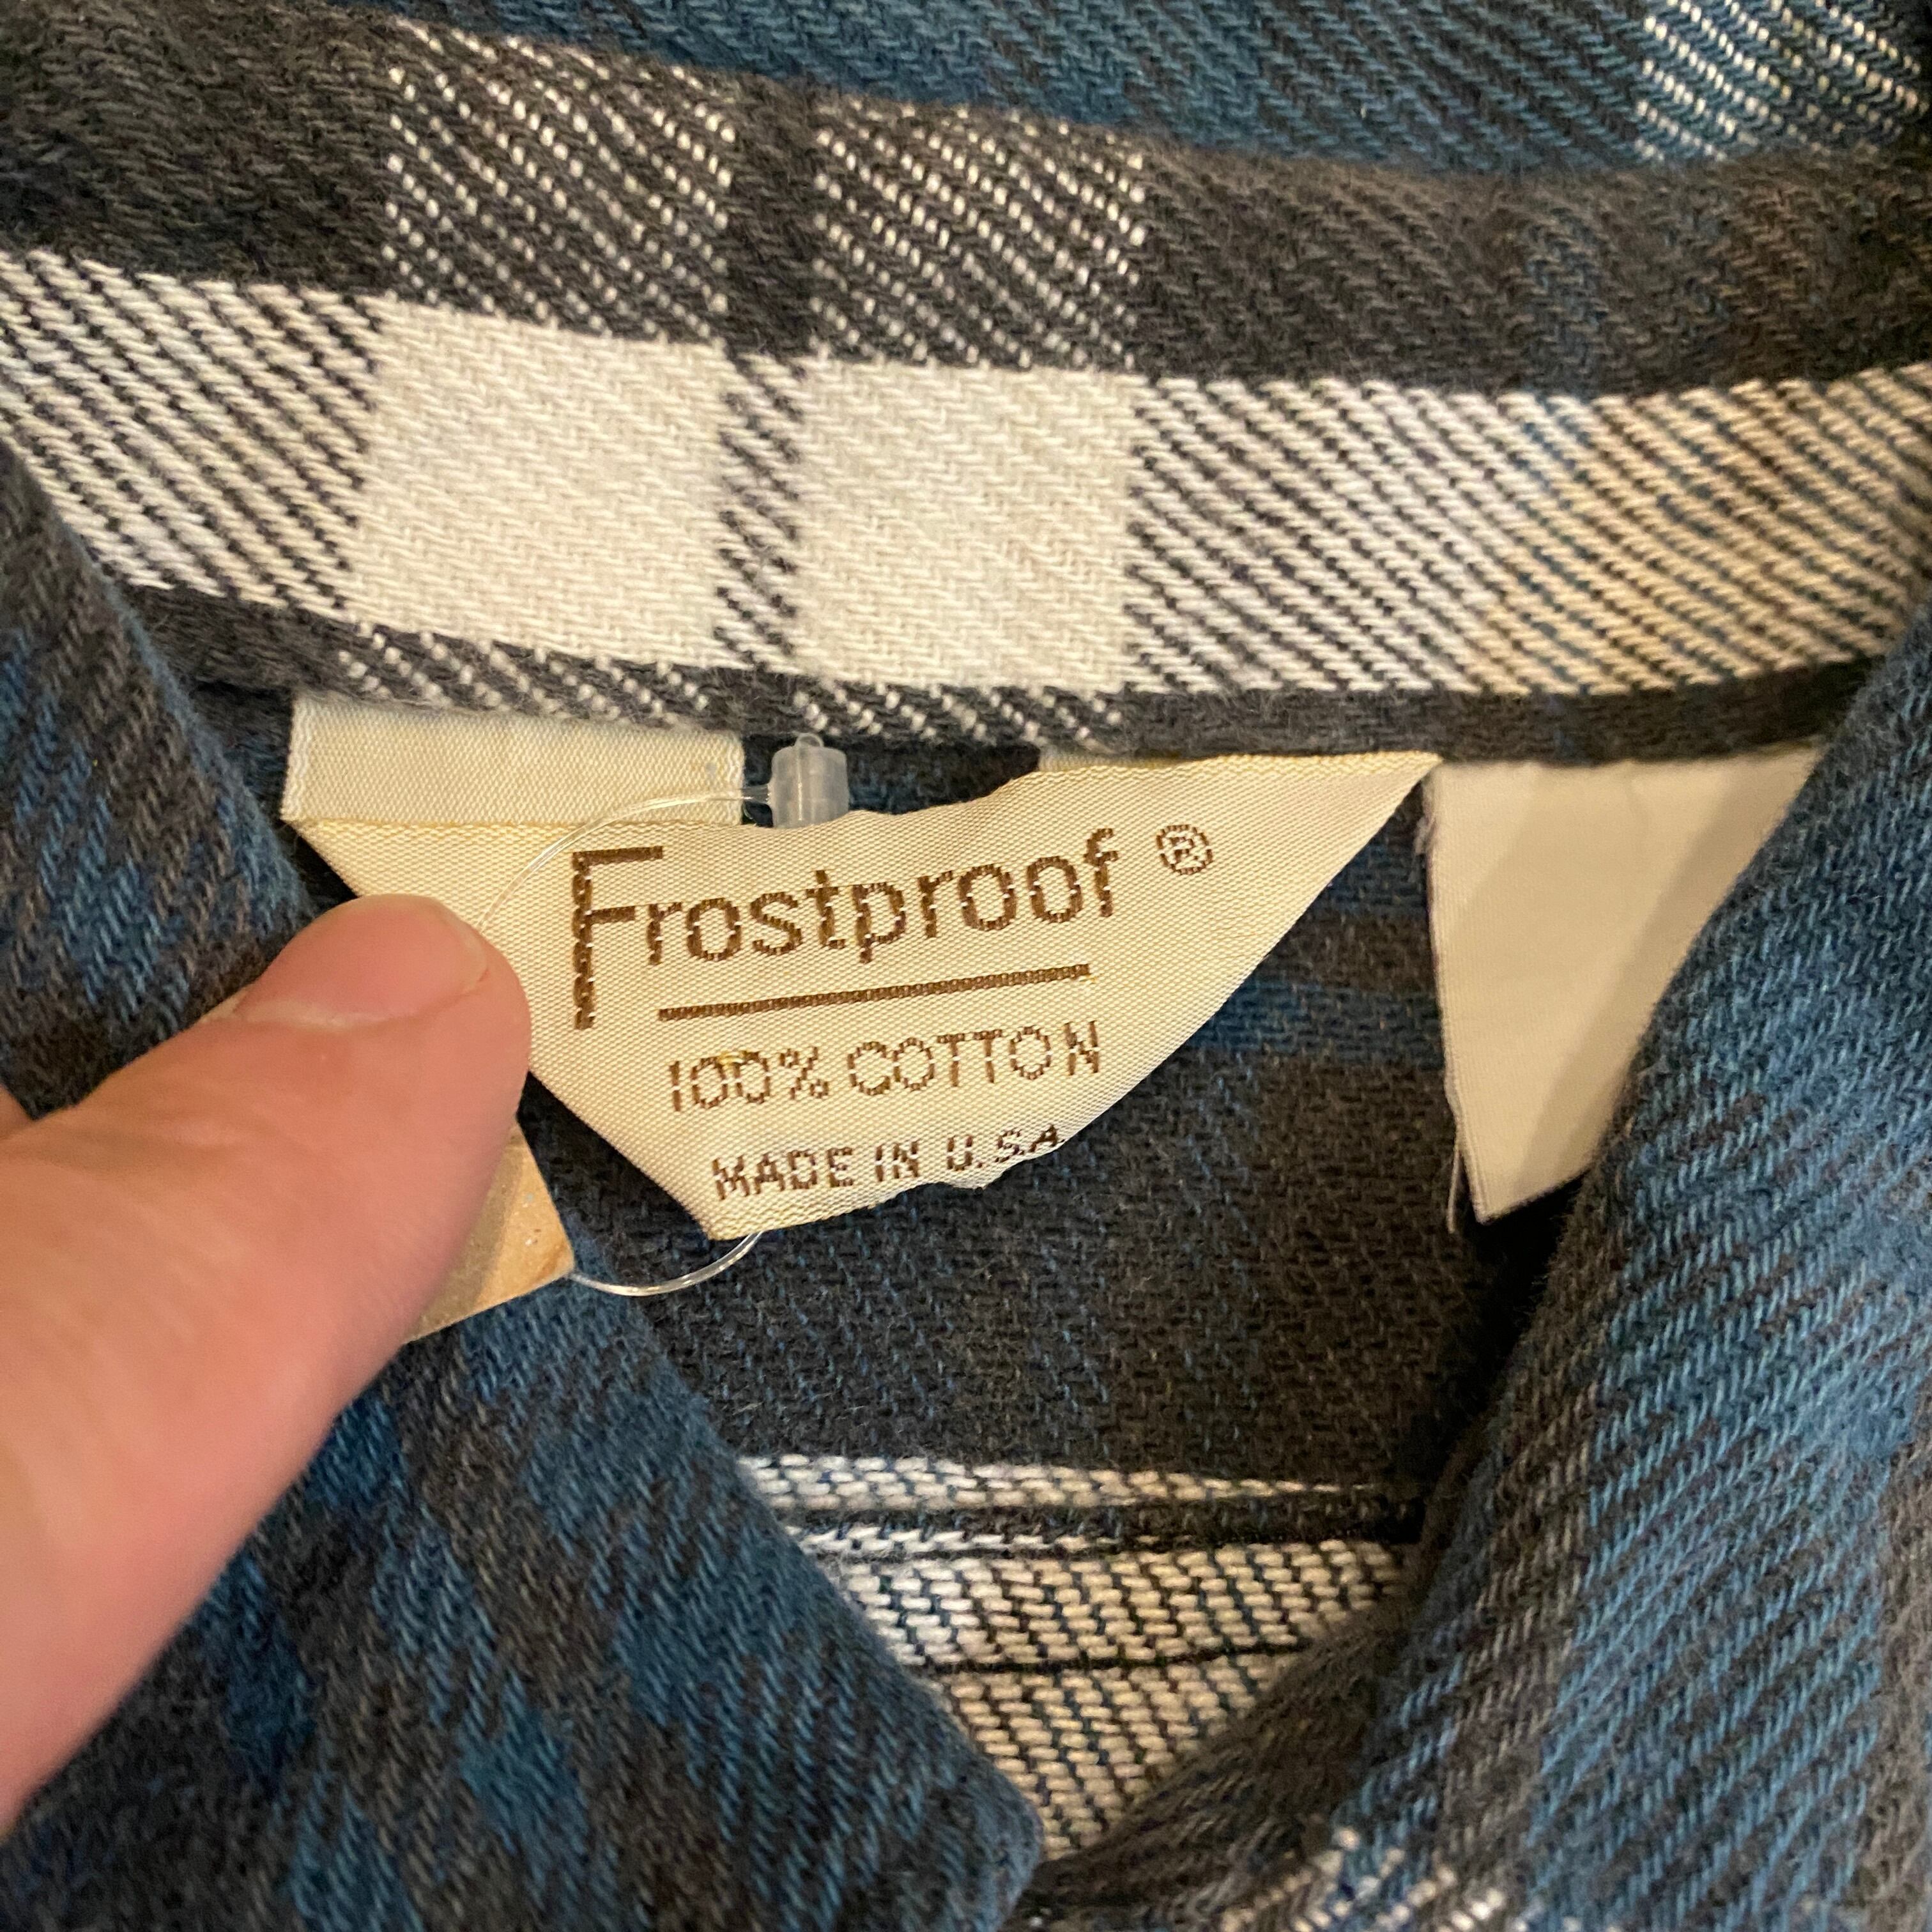 Frostproof ®
100% COTTON
MADE IN U.S.A.